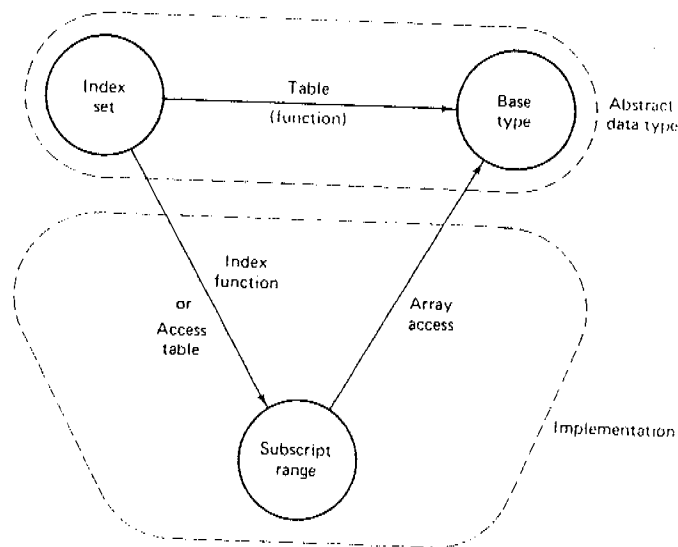 Index
set
Table
(function)
Base
type
Abstract
data type
Index
function
or
Access
table
Array
access
Subscript
range
Implementation